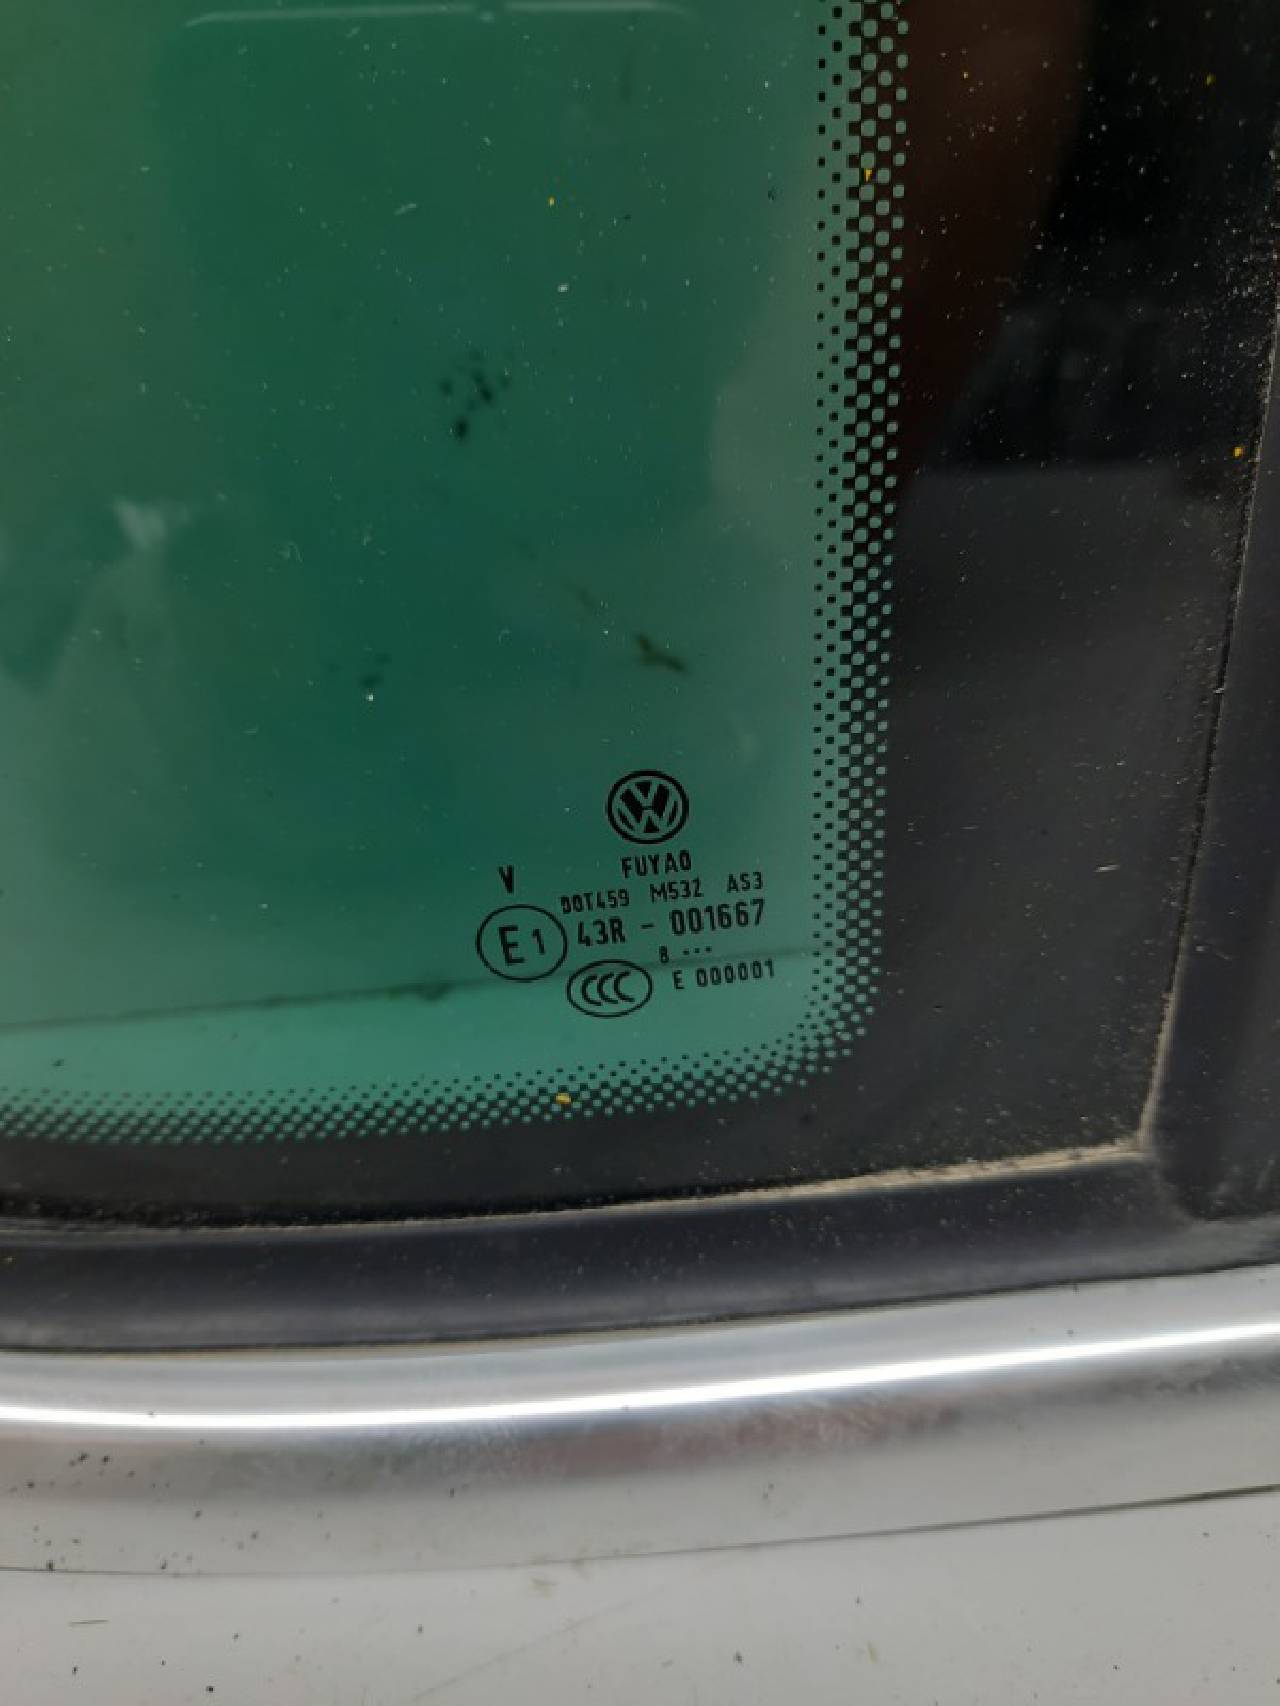 FUYAO
V
DOT459 M532 AS3
E1 43R - 001667
8 ...
CCC E 000001